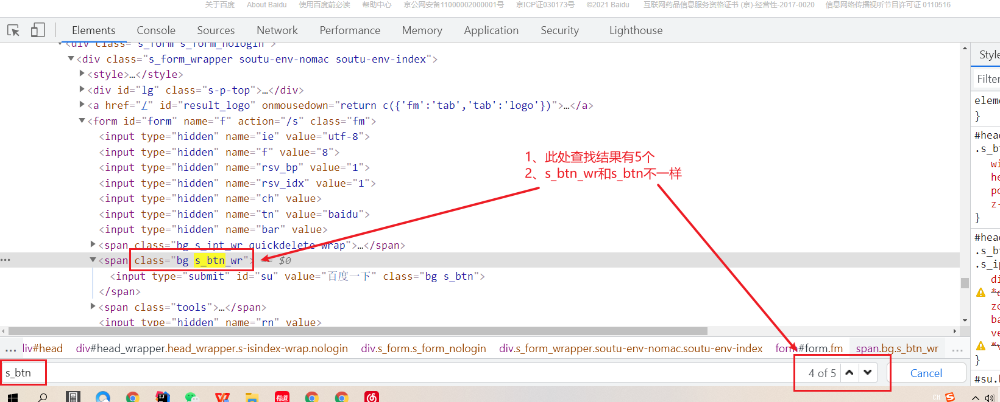 关于百度 About Baidu 使用百度前必读 帮助中心 京公网安备11000002000001号 京ICP证030173号 ©2021 Baidu 互联网药品信息服务资格证书 (京)-经营性-2017-0020 信息网络传播视听节目许可证 0110516
Elements Console Sources Network Performance Memory Application Security Lighthouse
<div class="s_form s_form_nologin">
<div class="s_form_wrapper soutu-env-nomac soutu-env-index">
<style>…</style>
<div id="lg" class="s-p-top">…</div>
<a href="/" id="result_logo" onmousedown="return c({'fm':'tab','tab':'logo'})">…</a>
<form id="form" name="f" action="/s" class="fm">
<input type="hidden" name="ie" value="utf-8">
<input type="hidden" name="f" value="8">
<input type="hidden" name="rsv_bp" value="1">
<input type="hidden" name="rsv_idx" value="1">
<input type="hidden" name="ch" value>
<input type="hidden" name="tn" value="baidu">
<input type="hidden" name="bar" value>
<span class="bg s_ipt_wr quickdelete-wrap">…</span>
<span class="bg s_btn_wr"> == $0
<input type="submit" id="su" value="百度一下" class="bg s_btn">
</span>
<span class="tools">…</span>
<input type="hidden" name="rn" value>
1、此处查找结果有5个
2、s_btn_wr和s_btn不一样
Style
Filter
eleme
}
#head
.s_bt
wi
he
po
z-
}
#head
.s_b
.s_ip
di
zo
ba
ve
*v
}
#su.
... liv#head div#head_wrapper.head_wrapper.s-isindex-wrap.nologin div.s_form.s_form_nologin div.s_form_wrapper.soutu-env-nomac.soutu-env-index form#form.fm span.bg.s_btn_wr ...
s_btn 4 of 5 Cancel
有道 CH